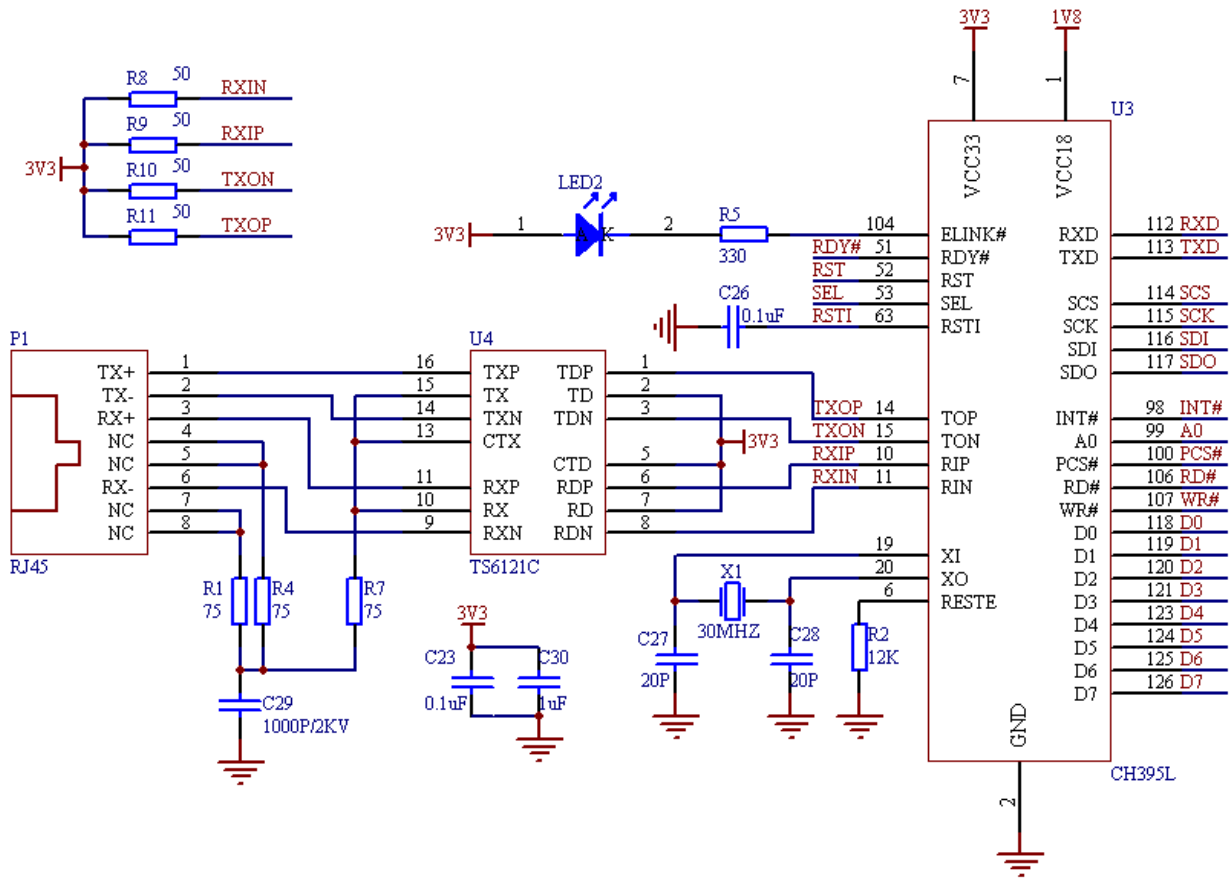 3V3 1V8
R8 50 RXIN
R9 50 RXIP
3V3
R10 50 TXON
R11 50 TXOP
7 1
U3
VCC33 VCC18
LED2
3V3 1 A K 2 R5 330 104 ELINK#
RDY# 51 RDY#
RST 52 RST
SEL 53 SEL
C26 0.1uF RSTI 63 RSTI
RXD 112 RXD
TXD 113 TXD
SCS 114 SCS
SCK 115 SCK
SDI 116 SDI
SDO 117 SDO
INT# 98 INT#
A0 99 A0
PCS# 100 PCS#
RD# 106 RD#
WR# 107 WR#
D0 118 D0
D1 119 D1
D2 120 D2
D3 121 D3
D4 123 D4
D5 124 D5
D6 125 D6
D7 126 D7
P1
TX+ 1
TX- 2
RX+ 3
NC 4
NC 5
RX- 6
NC 7
NC 8
RJ45
U4
16 TXP TDP 1
15 TX TD 2
14 TXN TDN 3
13 CTX
CTD 5
11 RXP RDP 6
10 RX RD 7
9 RXN RDN 8
TS6121C
3V3
TXOP 14 TOP
TXON 15 TON
RXIP 10 RIP
RXIN 11 RIN
19 XI
20 XO
6 RESTE
X1
30MHZ
R1 75
R4 75
R7 75
3V3
C23 0.1uF
C30 1uF
C27 20P
C28 20P
R2 12K
C29
1000P/2KV
GND
2
CH395L